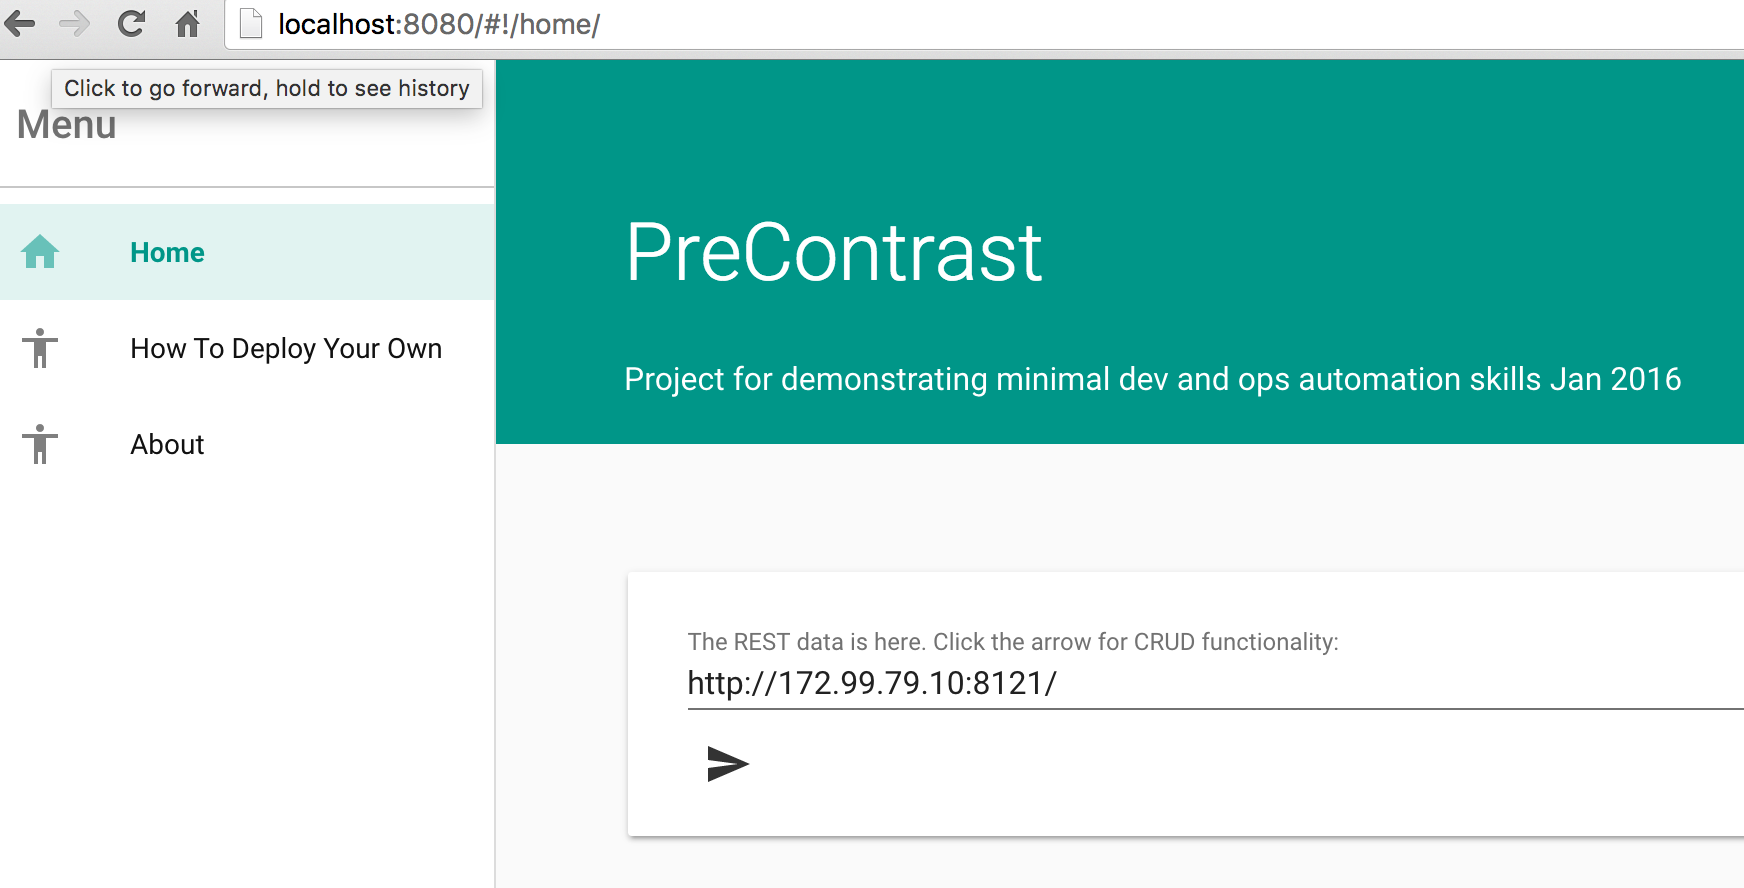 localhost:8080/#!/home/
Click to go forward, hold to see history
Menu
Home
How To Deploy Your Own
About
PreContrast
Project for demonstrating minimal dev and ops automation skills Jan 2016
The REST data is here. Click the arrow for CRUD functionality:
http://172.99.79.10:8121/